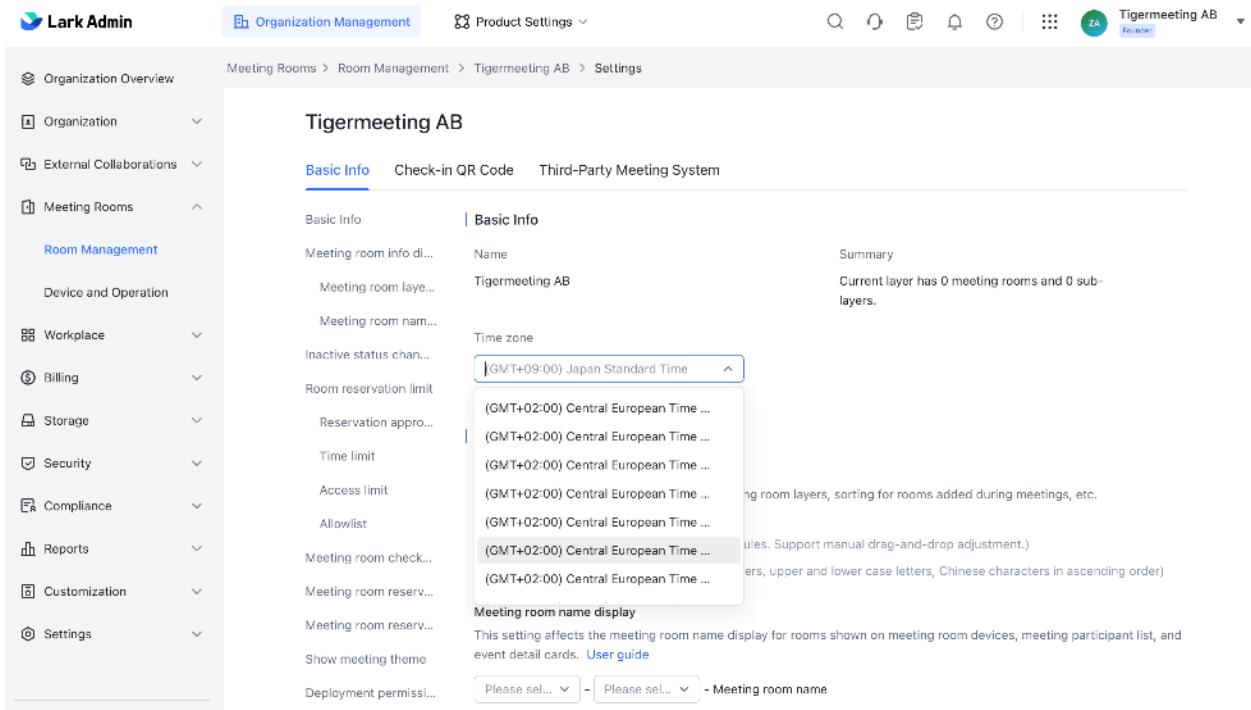 Lark Admin
Organization Management
Product Settings
ZA
Tigermeeting AB
Founder
Organization Overview
Organization
External Collaborations
Meeting Rooms
Room Management
Device and Operation
Workplace
Billing
Storage
Security
Compliance
Reports
Customization
Settings
Meeting Rooms > Room Management > Tigermeeting AB > Settings
Tigermeeting AB
Basic Info Check-in QR Code Third-Party Meeting System
Basic Info
Meeting room info di...
Meeting room laye...
Meeting room nam...
Inactive status chan...
Room reservation limit
Reservation appro...
Time limit
Access limit
Allowlist
Meeting room check...
Meeting room reserv...
Meeting room reserv...
Show meeting theme
Deployment permissi...
Basic Info
Name
Tigermeeting AB
Summary
Current layer has 0 meeting rooms and 0 sub-
layers.
Time zone
(GMT+09:00) Japan Standard Time
(GMT+02:00) Central European Time ...
(GMT+02:00) Central European Time ...
(GMT+02:00) Central European Time ...
(GMT+02:00) Central European Time ...
(GMT+02:00) Central European Time ...
(GMT+02:00) Central European Time ...
(GMT+02:00) Central European Time ...
room layers, sorting for rooms added during meetings, etc.
Support manual drag-and-drop adjustment.)
upper and lower case letters, Chinese characters in ascending order)
Meeting room name display
This setting affects the meeting room name display for rooms shown on meeting room devices, meeting participant list, and
event detail cards. User guide
Please sel... - Please sel... - Meeting room name